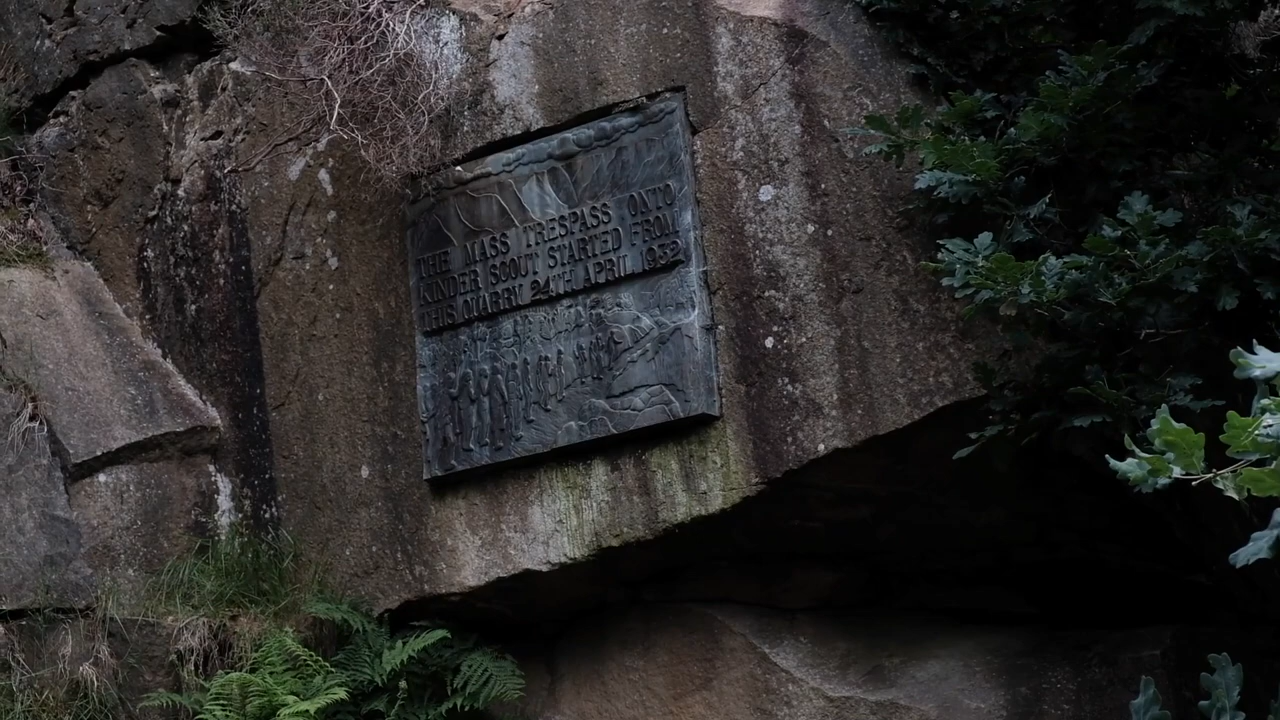 THE MASS TRESPASS ONTO
KINDER SCOUT STARTED FROM
THIS QUARRY 24TH APRIL 1932